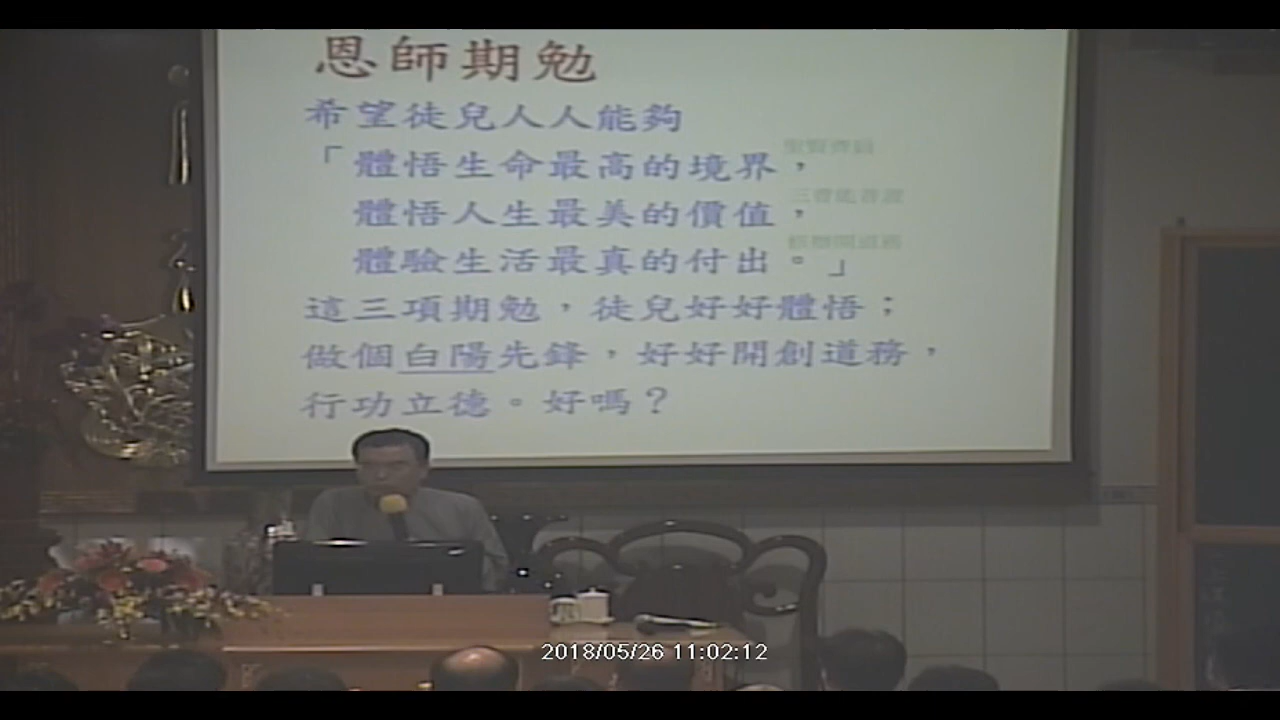 恩師期勉
希望徒兒人人能夠
「體悟生命最高的境界，
體悟人生最美的價值，
體驗生活最真的付出。」
這三項期勉，徒兒好好體悟；
做個白陽先鋒，好好開創道務，
行功立德。好嗎？
2018/05/26 11:02:12